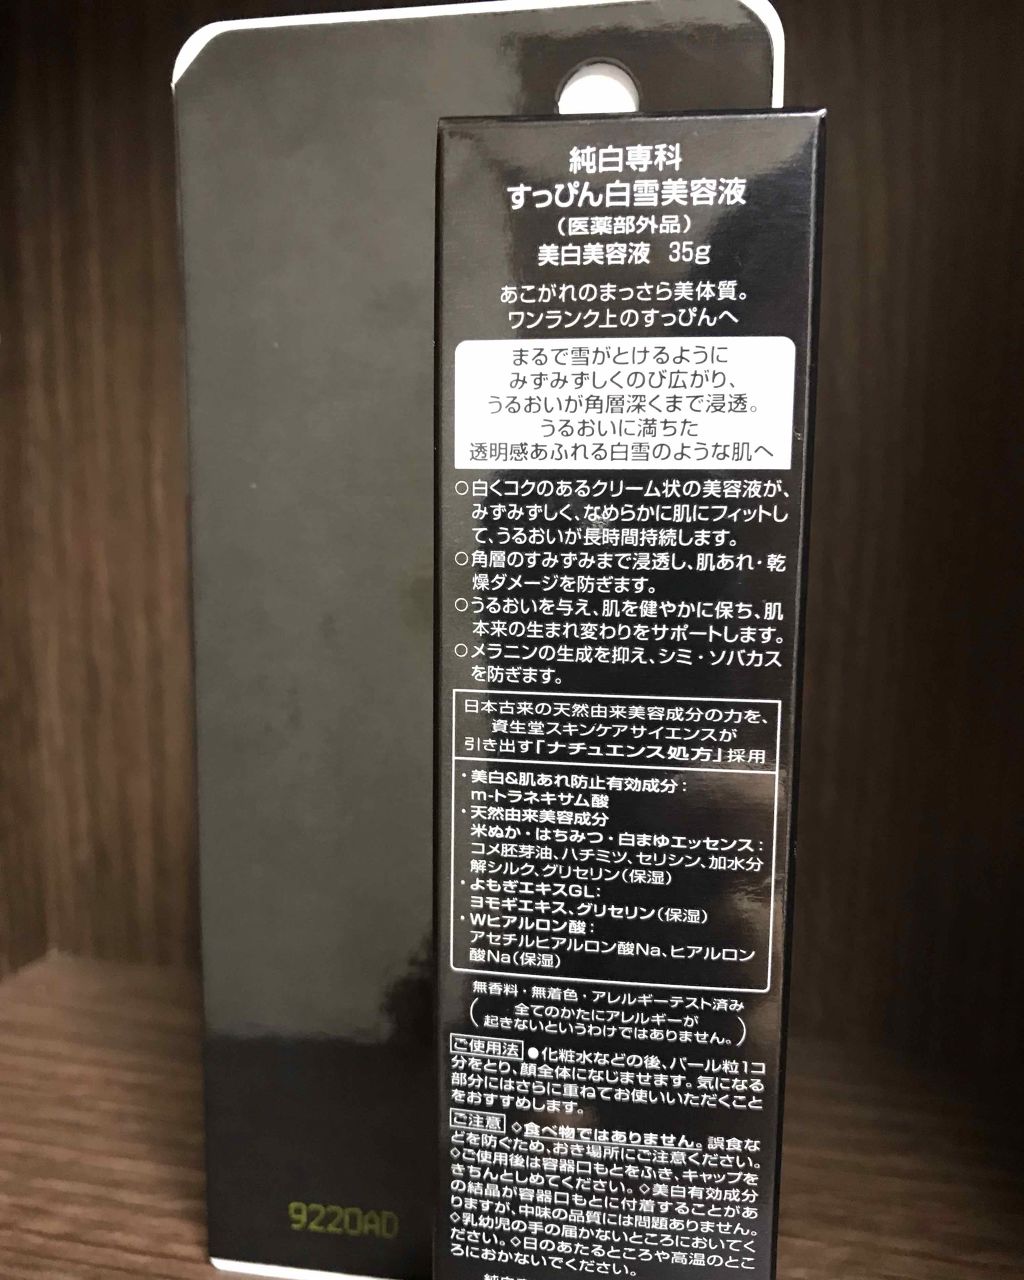 純白専科
すっぴん白雪美容液
(医薬部外品)
美白美容液 35g
あこがれのまっさら美体質。
ワンランク上のすっぴんへ
まるで雪がとけるように
みずみずしくのび広がり、
うるおいが角層深くまで浸透。
うるおいに満ちた
透明感あふれる白雪のような肌へ
○白くコクのあるクリーム状の美容液が、
みずみずしく、なめらかに肌にフィットし
て、うるおいが長時間持続します。
○角層のすみずみまで浸透し、肌あれ・乾
燥ダメージを防ぎます。
○うるおいを与え、肌を健やかに保ち、肌
本来の生まれ変わりをサポートします。
○メラニンの生成を抑え、シミ・ソバカス
を防ぎます。
日本古来の天然由来美容成分の力を、
資生堂スキンケアサイエンスが
引き出す「ナチュエンス処方」採用
・美白&肌あれ防止有効成分:
m-トラネキサム酸
・天然由来美容成分
米ぬか・はちみつ・白まゆエッセンス:
コメ胚芽油、ハチミツ、セリシン、加水分
解シルク、グリセリン(保湿)
・よもぎエキスGL:
ヨモギエキス、グリセリン(保湿)
・Wヒアルロン酸:
アセチルヒアルロン酸Na、ヒアルロン
酸Na(保湿)
無香料・無着色・アレルギーテスト済み
(全てのかたにアレルギーが
起きないというわけではありません。)
ご使用法 ●化粧水などの後、パール粒1コ
分をとり、顔全体になじませます。気になる
部分にはさらに重ねてお使いいただくこと
をおすすめします。
ご注意 ◇食べ物ではありません。誤食な
どを防ぐため、おき場所にご注意ください。
◇ご使用後は容器口もとをふき、キャップを
きちんとしめてください。◇美白有効成分
の結晶が容器口もとに付着することがあ
りますが、中味の品質には問題ありません。
◇乳幼児の手の届かないところにおいてく
ださい。◇日のあたるところや高温のとこ
ろにおかないでください。
9220AD